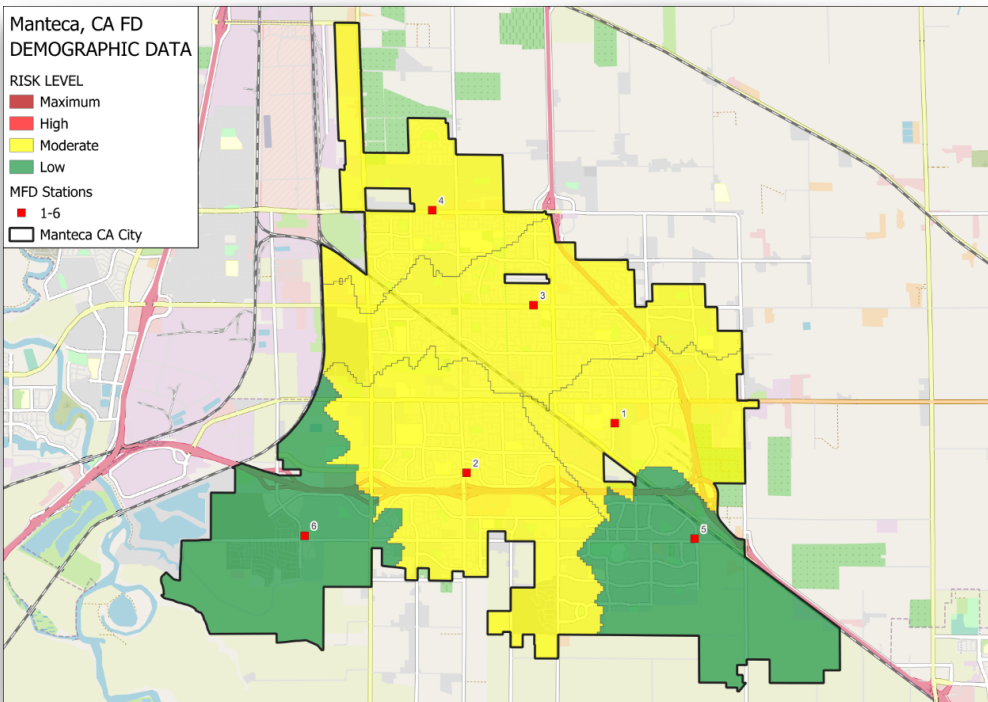 Manteca, CA FD
DEMOGRAPHIC DATA
RISK LEVEL
Maximum
High
Moderate
Low
MFD Stations
1-6
Manteca CA City
4
3
1
2
6
5